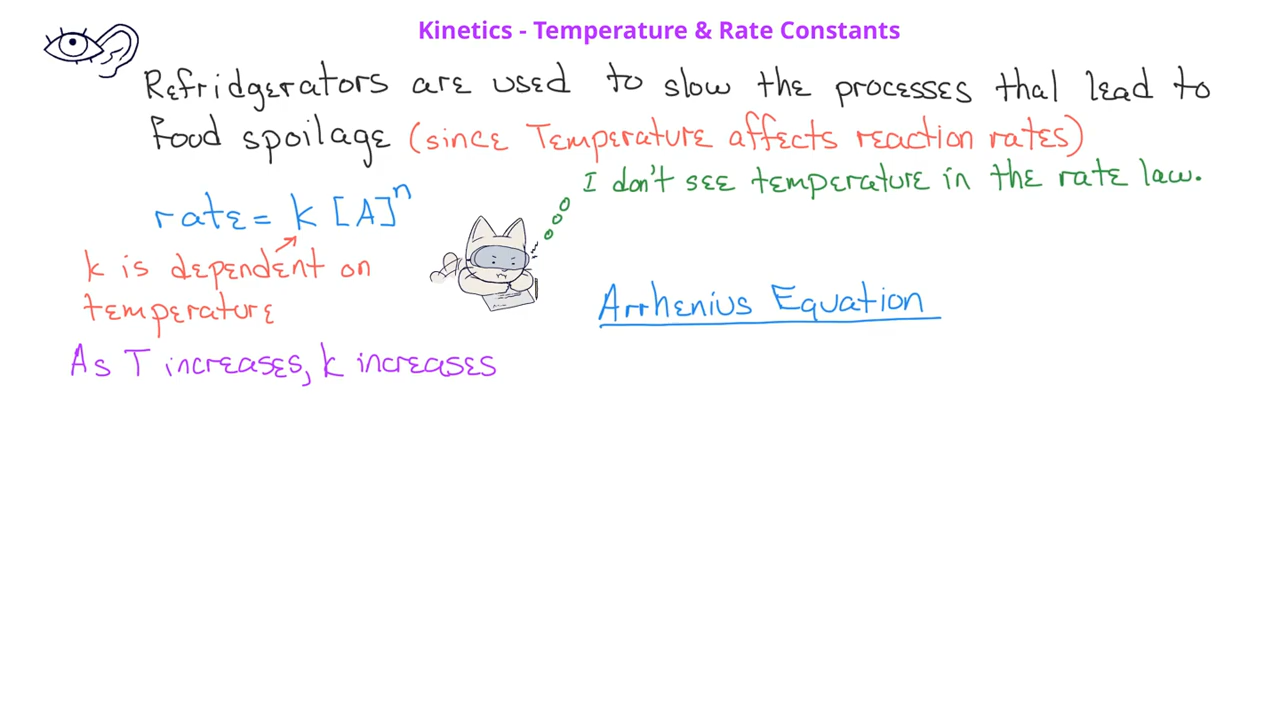 Kinetics - Temperature & Rate Constants
Refridgerators are used to slow the processes that lead to
food spoilage (since Temperature affects reaction rates)
I don't see temperature in the rate law.
rate = k [A]^n
k is dependent on
temperature
Arrhenius Equation
As T increases, k increases